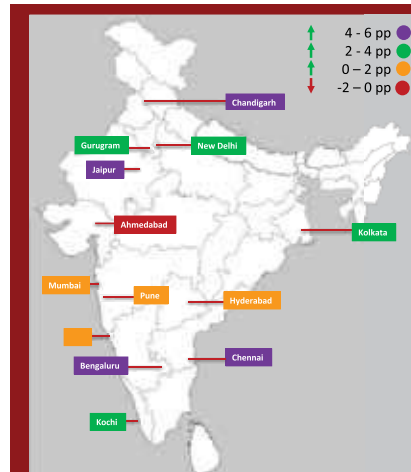 4 - 6 pp
2 - 4 pp
0 – 2 pp
-2 – 0 pp
Chandigarh
Gurugram
New Delhi
Jaipur
Ahmedabad
Kolkata
Mumbai
Pune
Hyderabad
Chennai
Bengaluru
Kochi